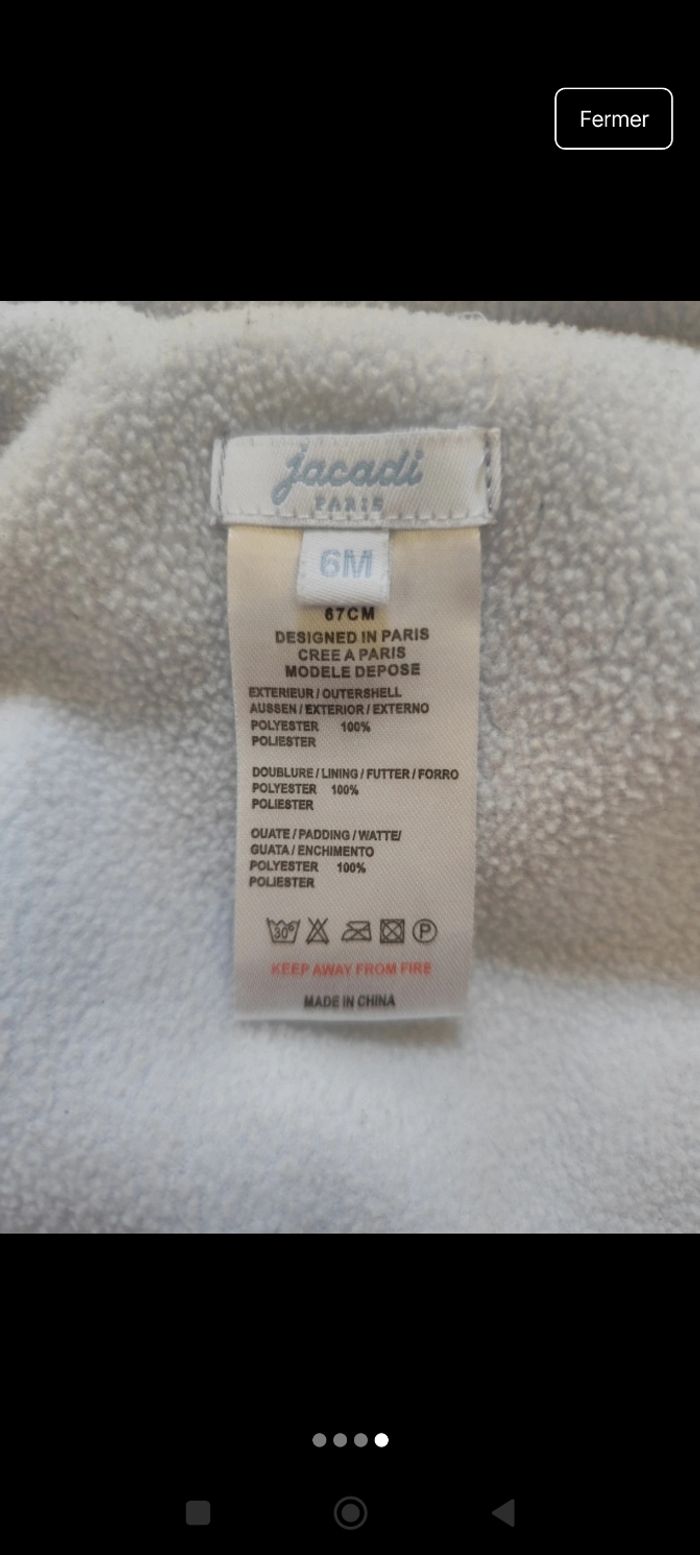 Fermer
jacadi
PARIS
6M
67CM
DESIGNED IN PARIS
CREE A PARIS
MODELE DEPOSE
EXTERIEUR / OUTERSHELL
AUSSEN / EXTERIOR / EXTERNO
POLYESTER 100%
POLIESTER
DOUBLURE / LINING / FUTTER / FORRO
POLYESTER 100%
POLIESTER
OUATE / PADDING / WATTE/
GUATA / ENCHIMENTO
POLYESTER 100%
POLIESTER
30° P
KEEP AWAY FROM FIRE
MADE IN CHINA